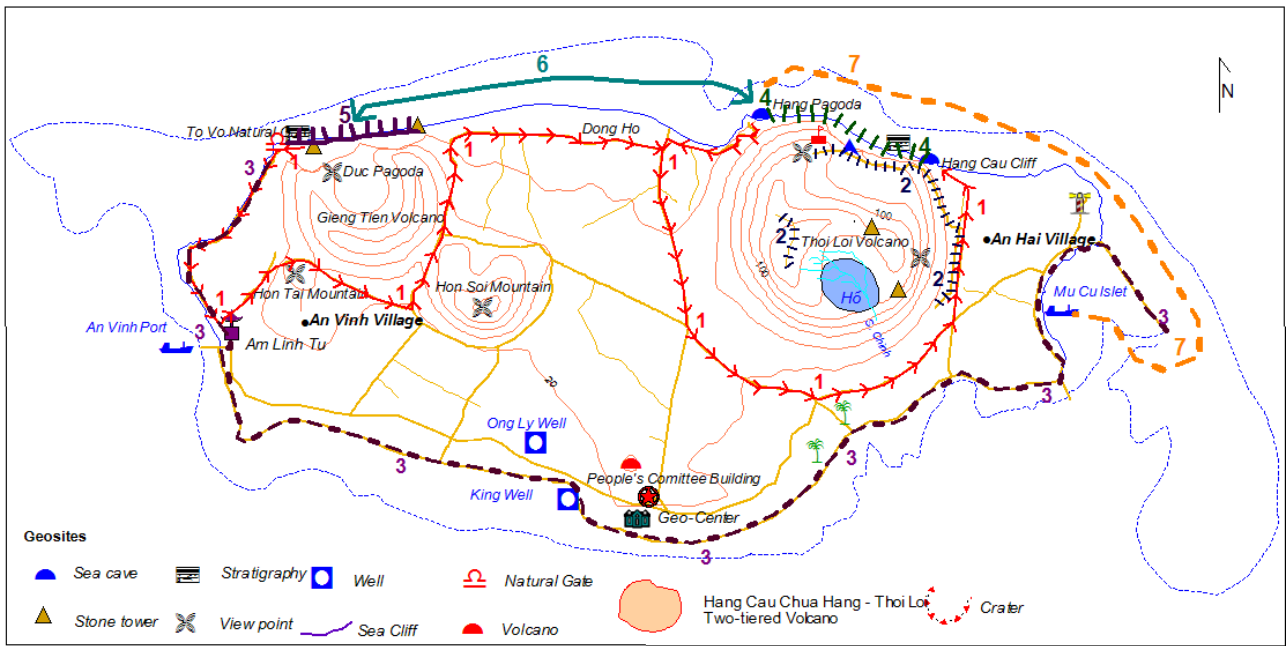 6
7
N
4
Hang Pagoda
5
To Vo Natural
Dong Ho
1
1
1
4
Hang Cau Cliff
3
Duc Pagoda
2
Gieng Tien Volcano
100
1
2
Thoi Loi Volcano
An Hai Village
100
Hon Tai Mountain
Hon Soi Mountain
2
Hố
Mu Cu Islet
1
1
An Vinh Village
3
An Vinh Port
3
Am Linh Tu
1
7
20
1
3
Ong Ly Well
3
3
People's Comittee Building
King Well
Geo-Center
3
Geosites
Sea cave
Stratigraphy
Well
Natural Gate
Hang Cau Chua Hang - Thoi Loi
Two-tiered Volcano
Crater
Stone tower
View point
Sea Cliff
Volcano